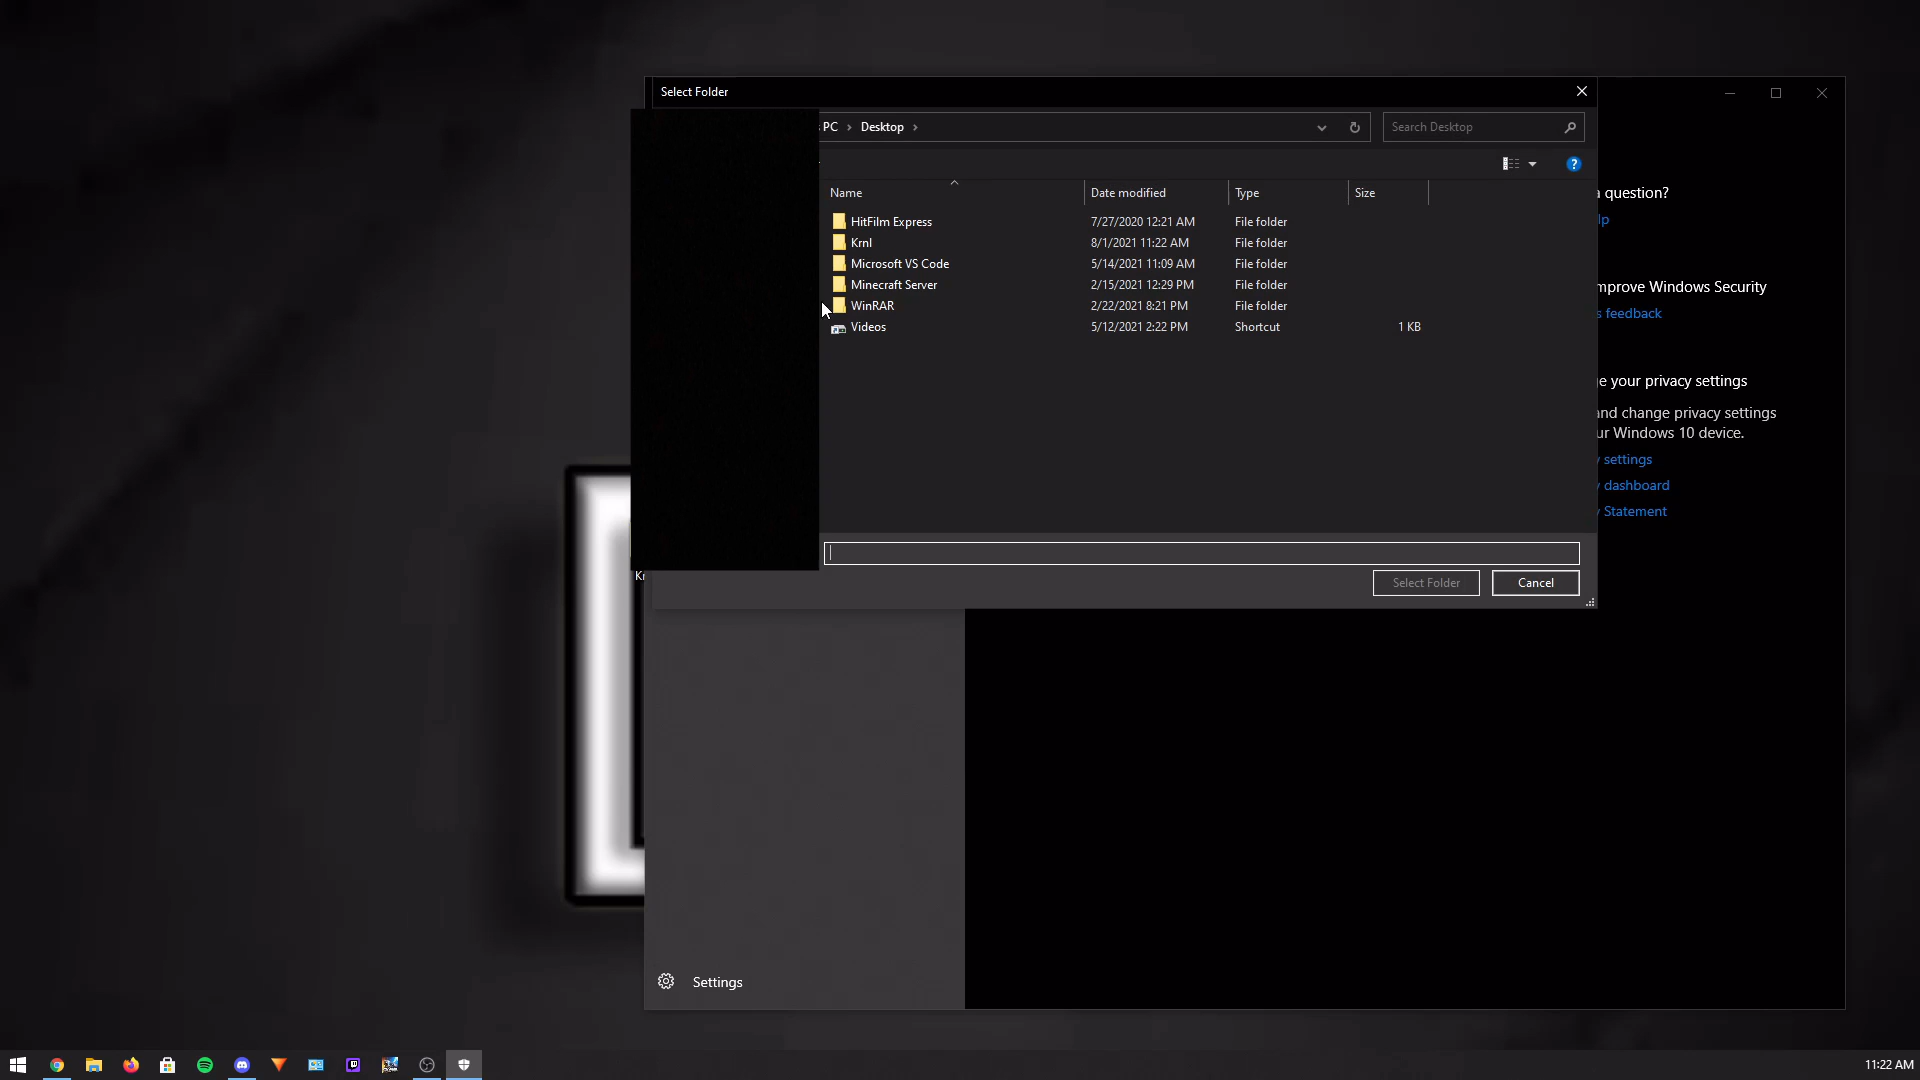 Select Folder
PC > Desktop >
Search Desktop
Name Date modified Type Size
HitFilm Express 7/27/2020 12:21 AM File folder
Krnl 8/1/2021 11:22 AM File folder
Microsoft VS Code 5/14/2021 11:09 AM File folder
Minecraft Server 2/15/2021 12:29 PM File folder
WinRAR 2/22/2021 8:21 PM File folder
Videos 5/12/2021 2:22 PM Shortcut 1 KB
question?
mprove Windows Security
feedback
e your privacy settings
and change privacy settings
ur Windows 10 device.
settings
dashboard
Statement
Select Folder Cancel
Settings
11:22 AM